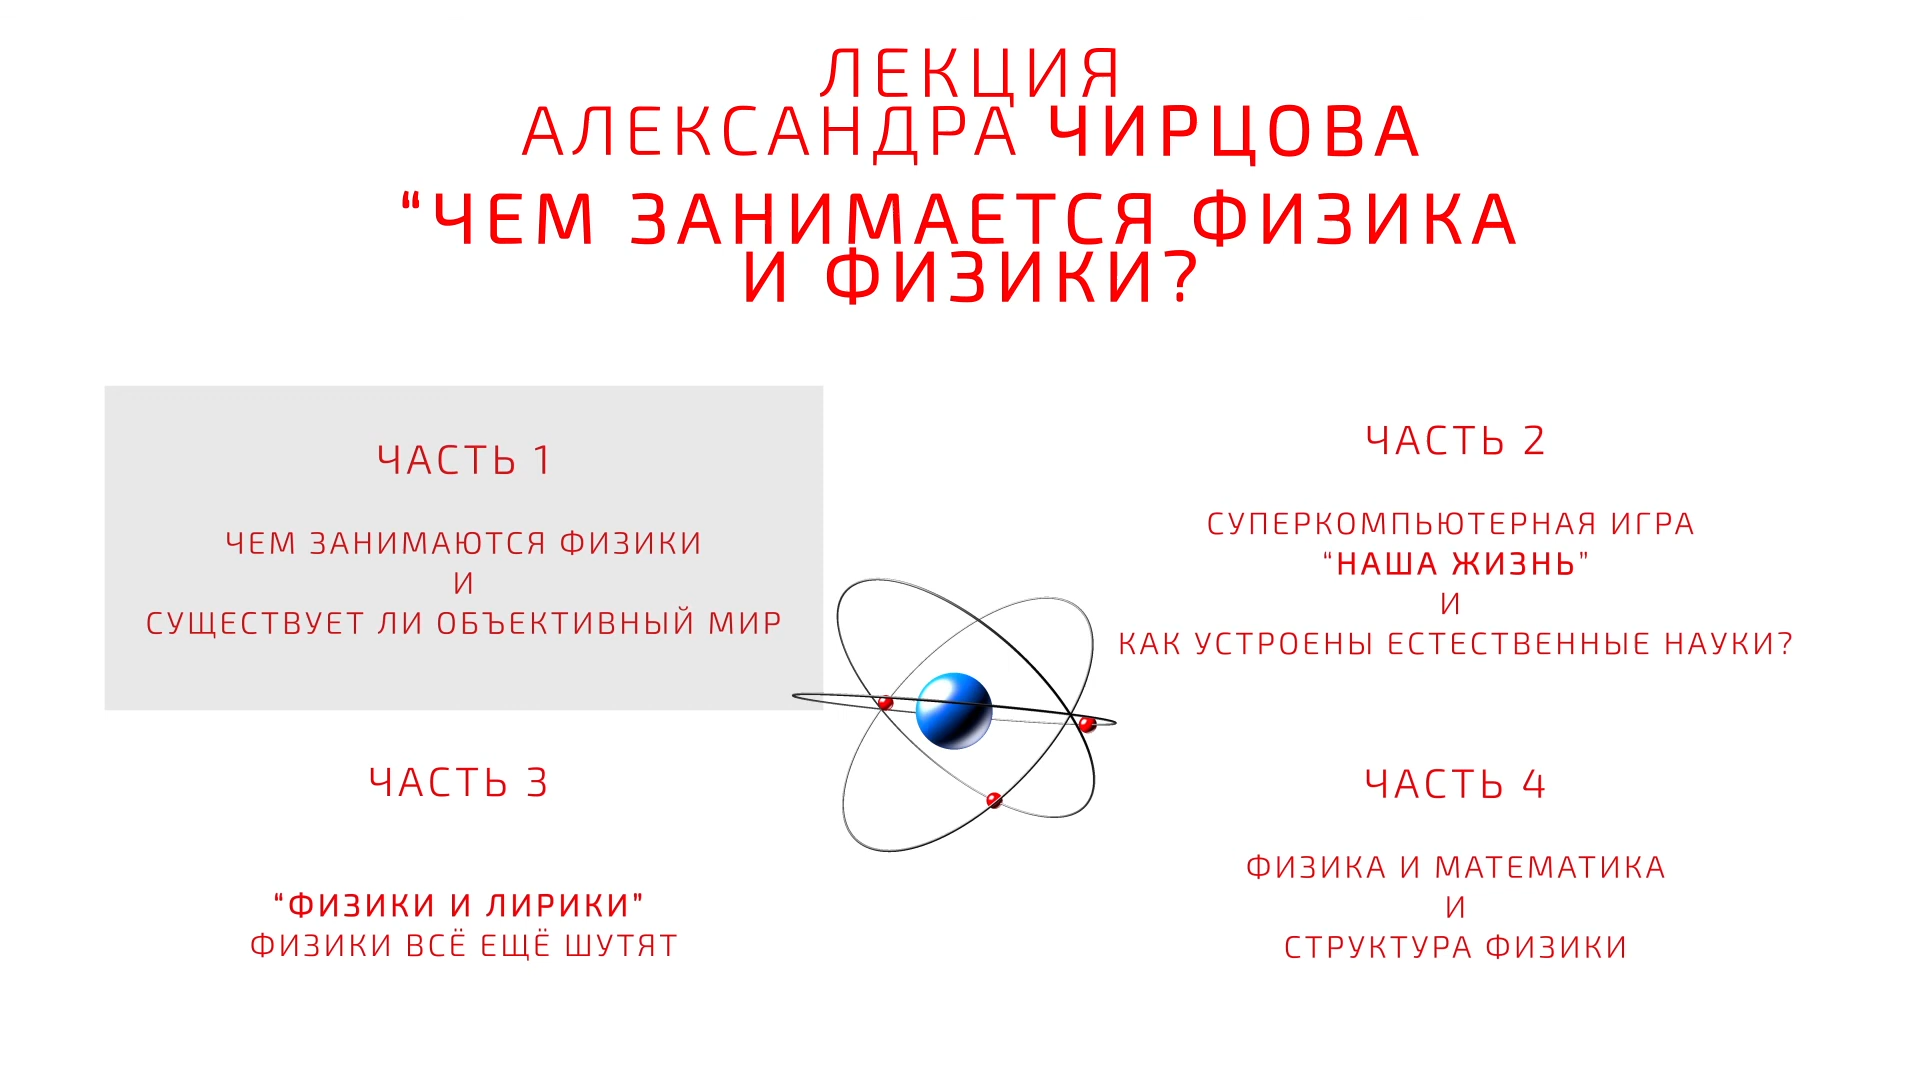 ЛЕКЦИЯ
АЛЕКСАНДРА ЧИРЦОВА
“ЧЕМ ЗАНИМАЕТСЯ ФИЗИКА
И ФИЗИКИ?
ЧАСТЬ 1
ЧЕМ ЗАНИМАЮТСЯ ФИЗИКИ
И
СУЩЕСТВУЕТ ЛИ ОБЪЕКТИВНЫЙ МИР
ЧАСТЬ 2
СУПЕРКОМПЬЮТЕРНАЯ ИГРА
“НАША ЖИЗНЬ”
И
КАК УСТРОЕНЫ ЕСТЕСТВЕННЫЕ НАУКИ?
ЧАСТЬ 3
“ФИЗИКИ И ЛИРИКИ”
ФИЗИКИ ВСЁ ЕЩЁ ШУТЯТ
ЧАСТЬ 4
ФИЗИКА И МАТЕМАТИКА
И
СТРУКТУРА ФИЗИКИ